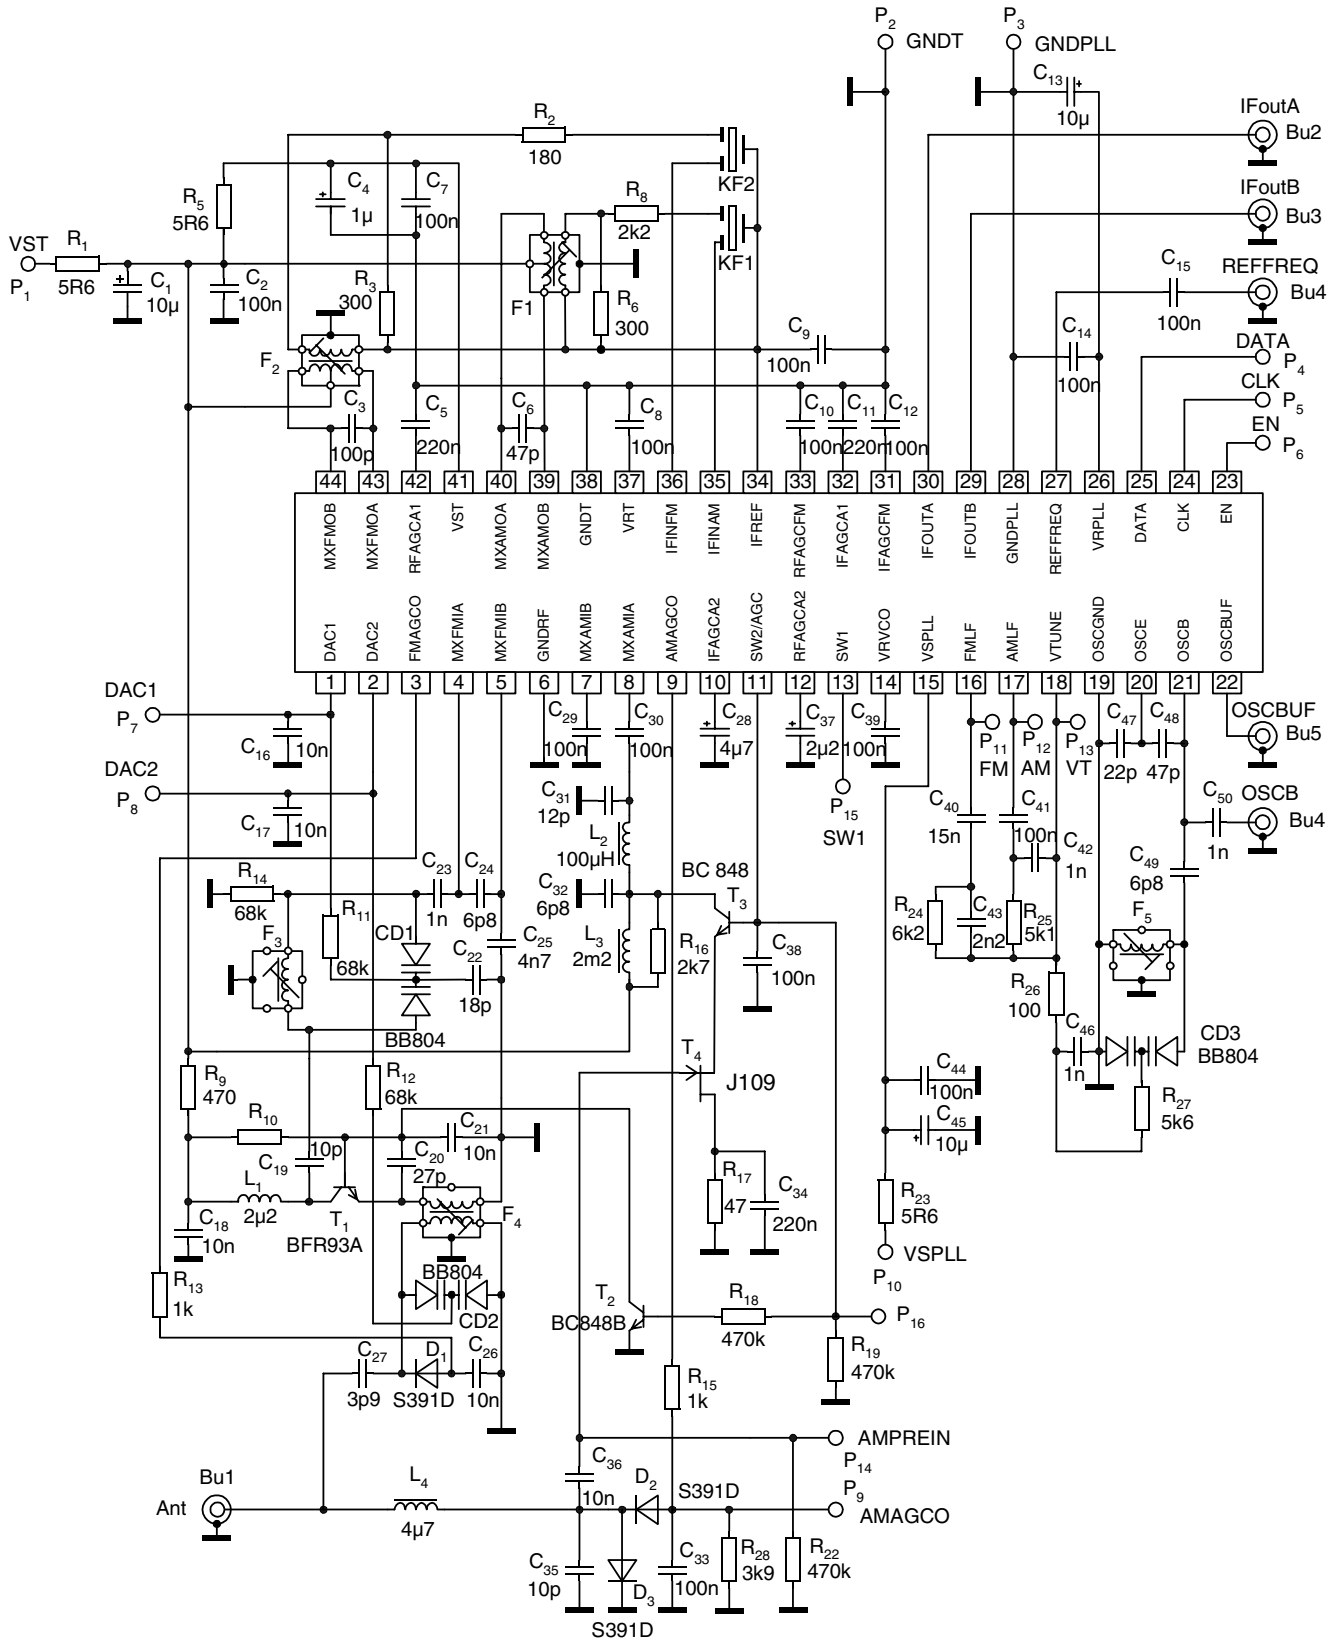 P2 GNDT
P3 GNDPLL
C13
10µ
IFoutA
Bu2
R2
180
KF2
R5
5R6
C4
1µ
C7
100n
R8
2k2
KF1
IFoutB
Bu3
VST
P1
R1
5R6
C1
10µ
C2
100n
R3
300
F1
R6
300
C15
100n
REFFREQ
Bu4
F2
C9
100n
C14
100n
DATA
P4
CLK
P5
EN
P6
C3
100p
C5
220n
C6
47p
C8
100n
C10
100n
C11
220n
C12
100n
44 43 42 41 40 39 38 37 36 35 34 33 32 31 30 29 28 27 26 25 24 23
MXFMOB MXFMOA RFAGCA1 VST MXAMOA MXAMOB GNDT VRT IFINFM IFINAM IFREF RFAGCFM IFAGCA1 IFAGCFM IFOUTA IFOUTB GNDPLL REFFREQ VRPLL DATA CLK EN
DAC1 DAC2 FMAGCO MXFMIA MXFMIB GNDRF MXAMIB MXAMIA AMAGCO IFAGCA2 SW2/AGC RFAGCA2 SW1 VRVCO VSPLL FMLF AMLF VTUNE OSCGND OSCE OSCB OSCBUF
1 2 3 4 5 6 7 8 9 10 11 12 13 14 15 16 17 18 19 20 21 22
DAC1
P7
C16
10n
C29
100n
C30
100n
C28
4µ7
C37
2µ2
C39
100n
P11
FM
P12
AM
P13
VT
C47
22p
C48
47p
OSCBUF
Bu5
DAC2
P8
C17
10n
C31
12p
L2
100µH
P15
SW1
C40
15n
C41
100n
C42
1n
C50
1n
OSCB
Bu4
R14
68k
C23
1n
C24
6p8
C32
6p8
BC 848
T3
C49
6p8
F3
R11
68k
CD1
C22
18p
C25
4n7
L3
2m2
R16
2k7
C38
100n
R24
6k2
C43
2n2
R25
5k1
F5
BB804
R26
100
C46
1n
CD3
BB804
R9
470
R12
68k
T4
J109
C44
100n
R27
5k6
R10
C19
10p
C20
27p
C21
10n
C45
10µ
L1
2µ2
T1
BFR93A
F4
R17
47
C34
220n
R23
5R6
C18
10n
VSPLL
P10
R13
1k
BB804
CD2
T2
BC848B
R18
470k
P16
R19
470k
C27
3p9
D1
S391D
C26
10n
R15
1k
AMPREIN
P14
Bu1
Ant
L4
4µ7
C36
10n
D2
S391D
P9
AMAGCO
C35
10p
D3
S391D
C33
100n
R28
3k9
R22
470k